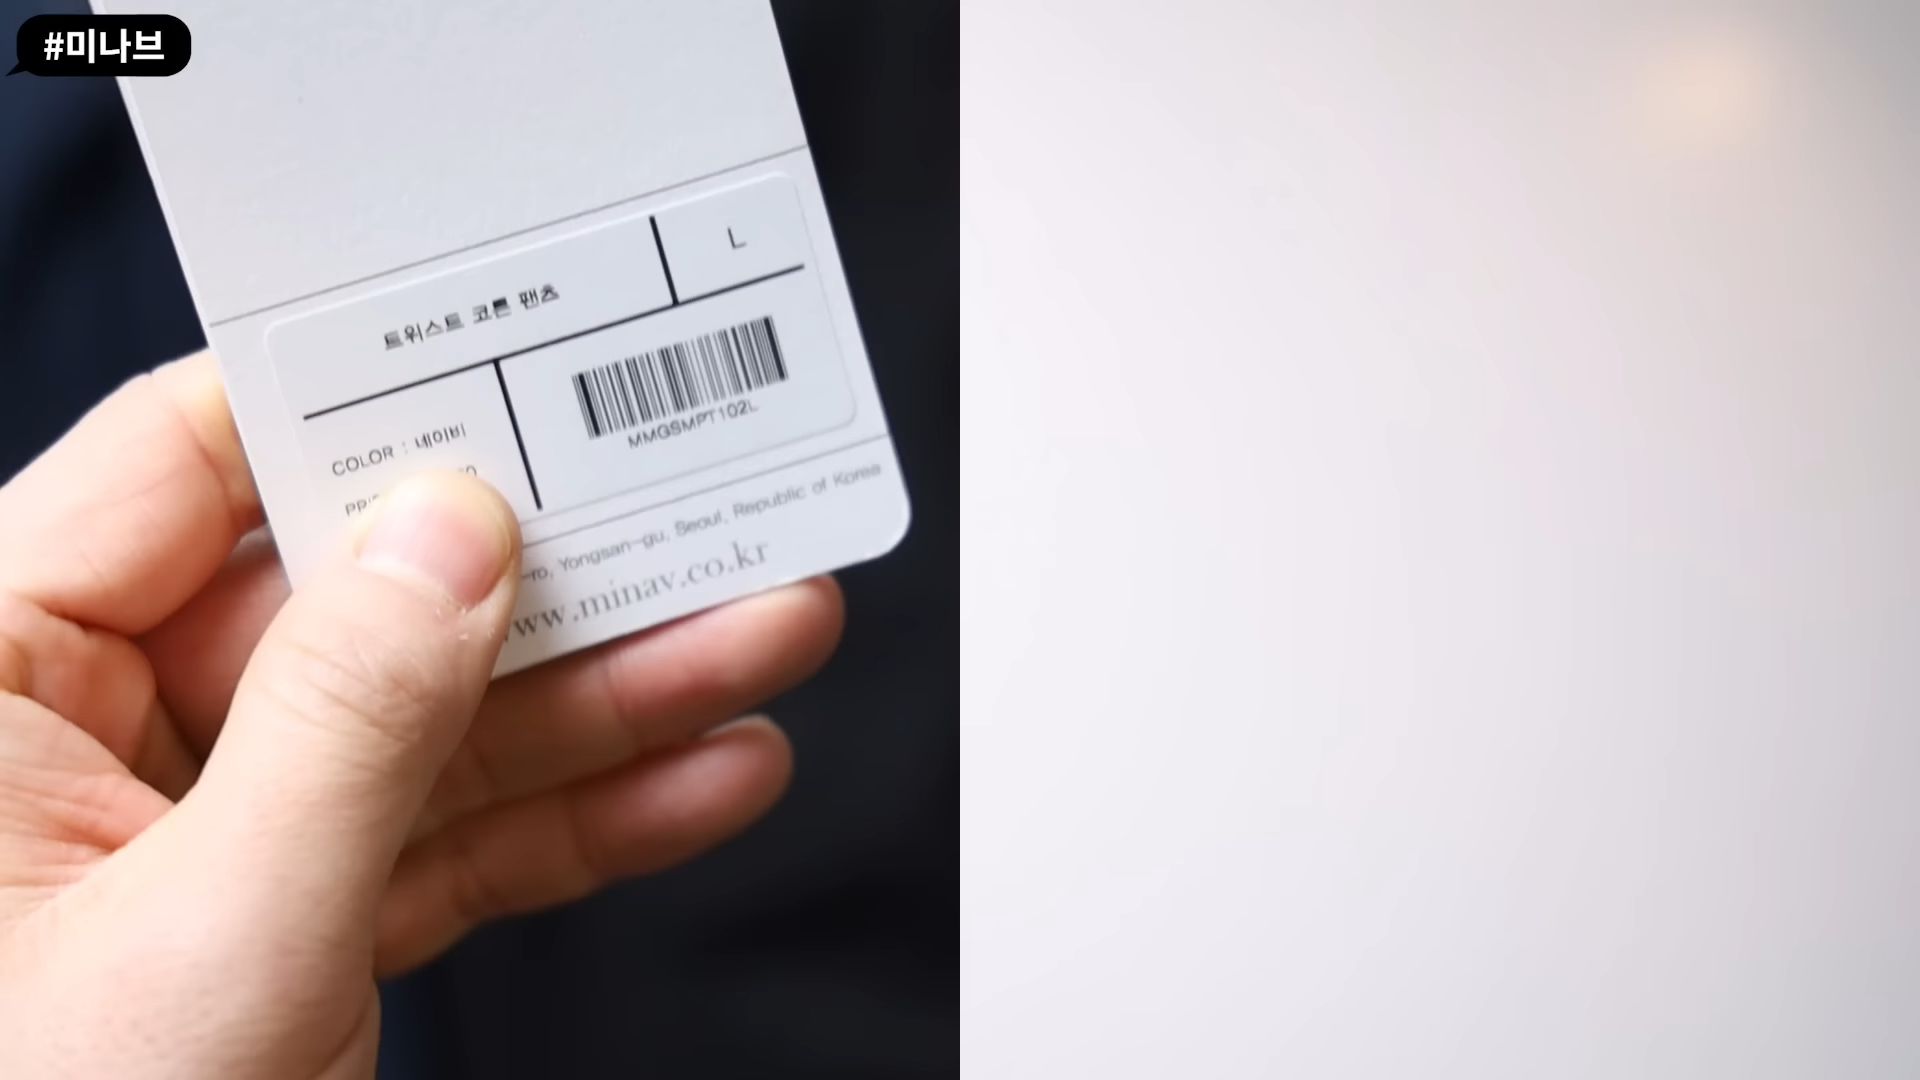 #미나브
트위스트 코튼 팬츠
L
COLOR : 네이비
MMGSMPT102L
Yongsan-gu, Seoul, Republic of Korea
www.minav.co.kr